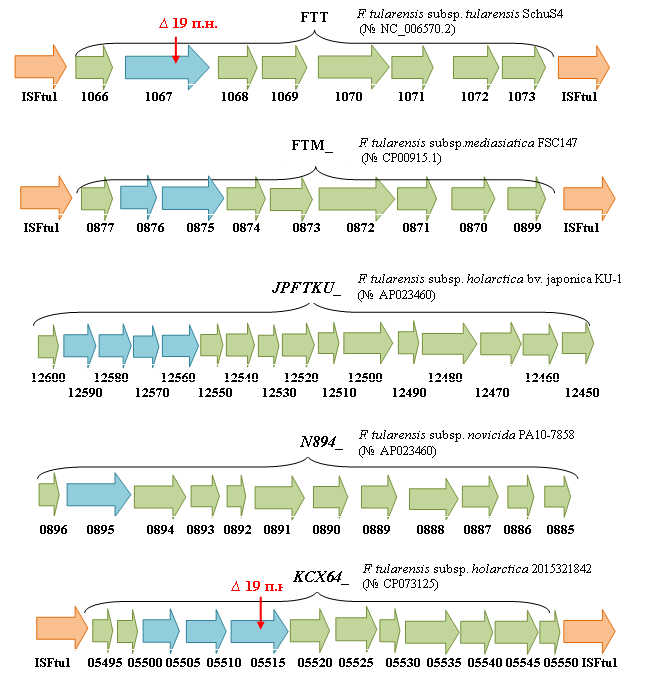 Δ 19 п.н.
FTT
F. tularensis subsp. tularensis SchuS4
(№ NC_006570.2)
ISFtu1 1066 1067 1068 1069 1070 1071 1072 1073 ISFtu1
FTM_
F. tularensis subsp.mediasiatica FSC147
(№ CP00915.1)
ISFtu1 0877 0876 0875 0874 0873 0872 0871 0870 0899 ISFtu1
JPFTKU_
F. tularensis subsp. holarctica bv. japonica KU-1
(№ AP023460)
12600 12580 12560 12540 12520 12500 12480 12460
12590 12570 12550 12530 12510 12490 12470 12450
N894_
F. tularensis subsp. novicida PA10-7858
(№ AP023460)
0896 0895 0894 0893 0892 0891 0890 0889 0888 0887 0886 0885
KCX64_
F. tularensis subsp. holarctica 2015321842
(№ CP073125)
Δ 19 п.н
ISFtu1 05495 05500 05505 05510 05515 05520 05525 05530 05535 05540 05545 05550 ISFtu1